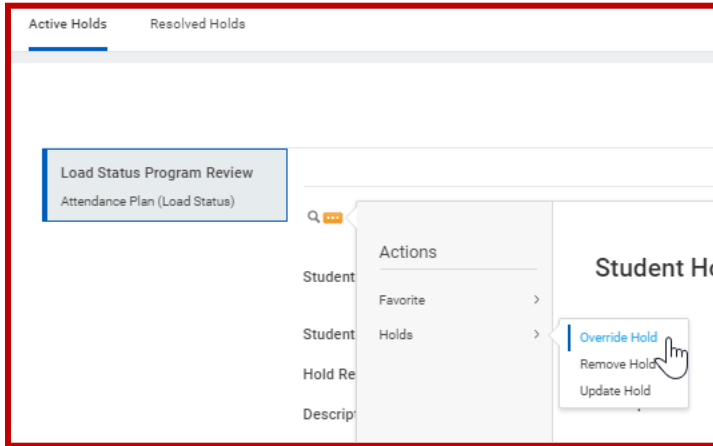 Active Holds Resolved Holds
Load Status Program Review
Attendance Plan (Load Status)
Actions
Student Ho
Student
Favorite
Student
Holds
Override Hold
Hold Re
Remove Hold
Update Hold
Descrip